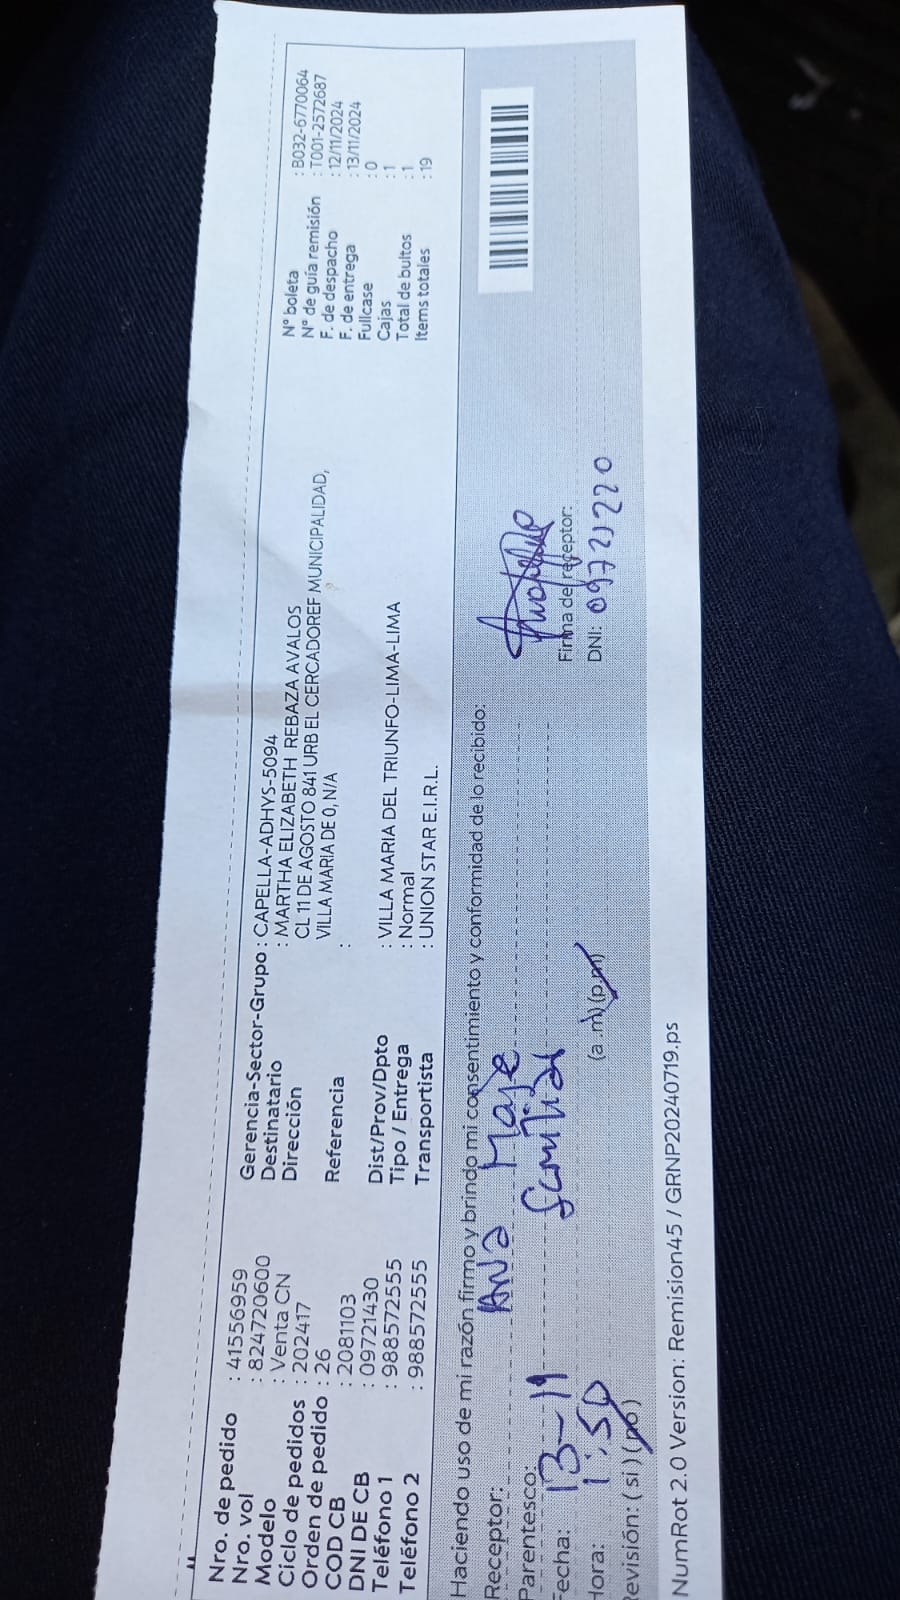 Nro. de pedido : 41556959
Nro. vol : 824720600
Modelo : Venta CN
Ciclo de pedidos : 202417
Orden de pedido : 26
COD CB : 2081103
DNI DE CB : 09721430
Teléfono 1 : 988572555
Teléfono 2 : 988572555
Gerencia-Sector-Grupo : CAPELLA-ADHYS-5094
Destinatario : MARTHA ELIZABETH REBAZA AVALOS
Dirección CL 11 DE AGOSTO 841 URB EL CERCADOREF MUNICIPALIDAD,
VILLA MARIA DE 0, N/A
Referencia :
Dist/Prov/Dpto : VILLA MARIA DEL TRIUNFO-LIMA-LIMA
Tipo / Entrega : Normal
Transportista : UNION STAR E.I.R.L.
N° boleta : B032-6770064
N° de guía remisión : T001-2572687
F. de despacho : 12/11/2024
F. de entrega : 13/11/2024
Fullcase : 0
Cajas : 1
Total de bultos : 1
Items totales : 19
Haciendo uso de mi razón firmo y brindo mi consentimiento y conformidad de lo recibido:
Receptor: ANA
Parentesco:
Fecha: 13-11
Hora: 1:50 (a .m) (p.m)
Revisión: ( sí ) (no)
Firma del receptor:
DNI:
NumRot 2.0 Version: Remision45 / GRNP20240719.ps